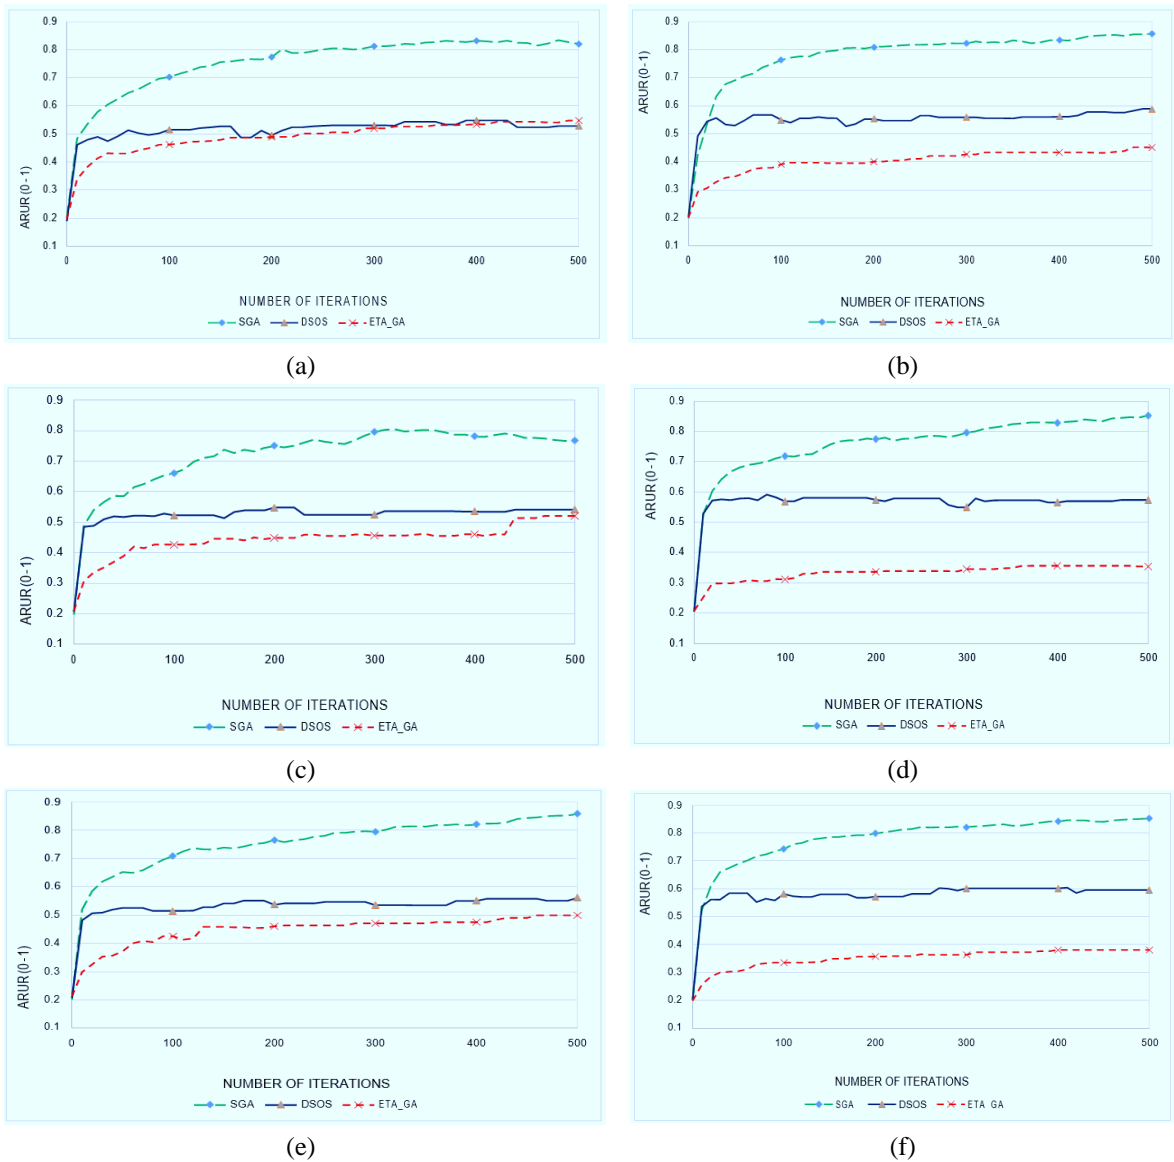 0.9
0.8
0.7
0.6
0.5
0.4
0.3
0.2
0.1
ARUR (0-1)
0 100 200 300 400 500
NUMBER OF ITERATIONS
SGA DSOS ETA_GA
(a)
0.9
0.8
0.7
0.6
0.5
0.4
0.3
0.2
0.1
ARUR (0-1)
0 100 200 300 400 500
NUMBER OF ITERATIONS
SGA DSOS ETA_GA
(b)
0.9
0.8
0.7
0.6
0.5
0.4
0.3
0.2
0.1
ARUR (0-1)
0 100 200 300 400 500
NUMBER OF ITERATIONS
SGA DSOS ETA_GA
(c)
0.9
0.8
0.7
0.6
0.5
0.4
0.3
0.2
0.1
ARUR (0-1)
0 100 200 300 400 500
NUMBER OF ITERATIONS
SGA DSOS ETA_GA
(d)
0.9
0.8
0.7
0.6
0.5
0.4
0.3
0.2
0.1
ARUR (0-1)
0 100 200 300 400 500
NUMBER OF ITERATIONS
SGA DSOS ETA_GA
(e)
0.9
0.8
0.7
0.6
0.5
0.4
0.3
0.2
0.1
ARUR (0-1)
0 100 200 300 400 500
NUMBER OF ITERATIONS
SGA DSOS ETA GA
(f)